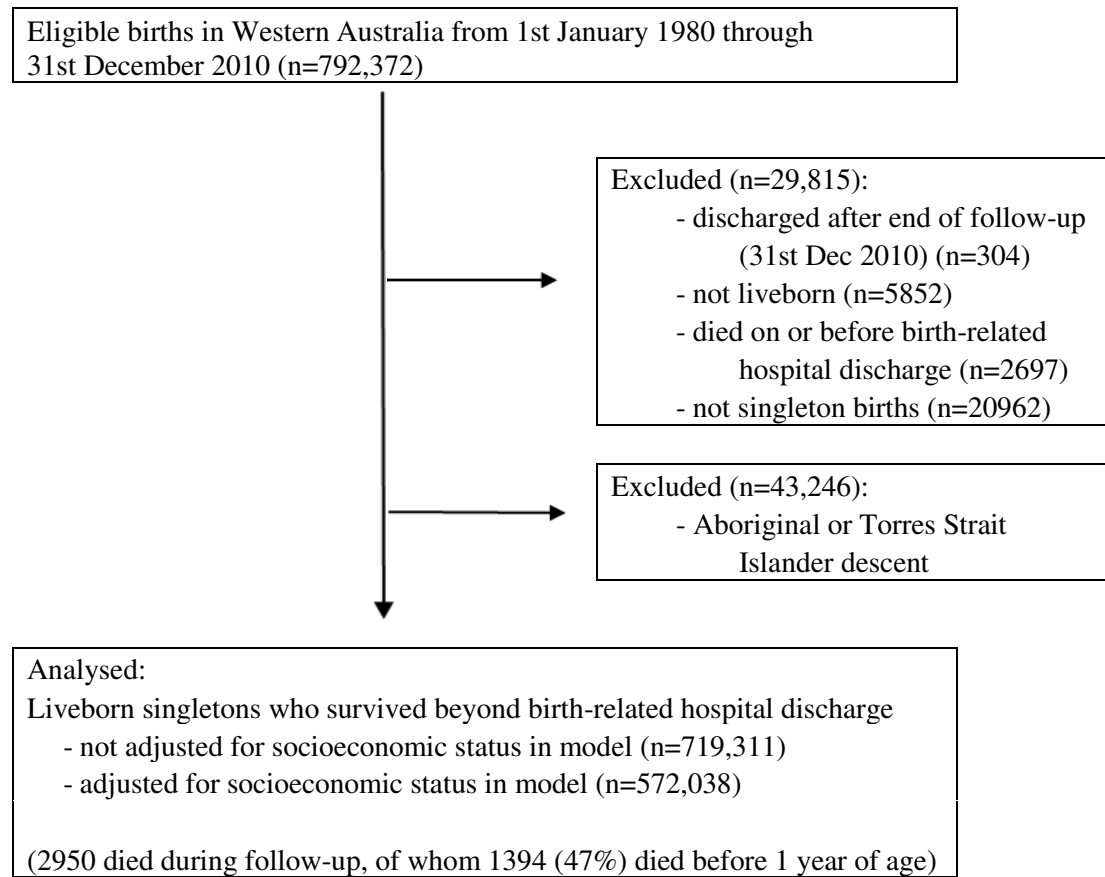 Eligible births in Western Australia from 1st January 1980 through
31st December 2010 (n=792,372)
Excluded (n=29,815):
- discharged after end of follow-up
(31st Dec 2010) (n=304)
- not liveborn (n=5852)
- died on or before birth-related
hospital discharge (n=2697)
- not singleton births (n=20962)
Excluded (n=43,246):
- Aboriginal or Torres Strait
Islander descent
Analysed:
Liveborn singletons who survived beyond birth-related hospital discharge
- not adjusted for socioeconomic status in model (n=719,311)
- adjusted for socioeconomic status in model (n=572,038)
(2950 died during follow-up, of whom 1394 (47%) died before 1 year of age)